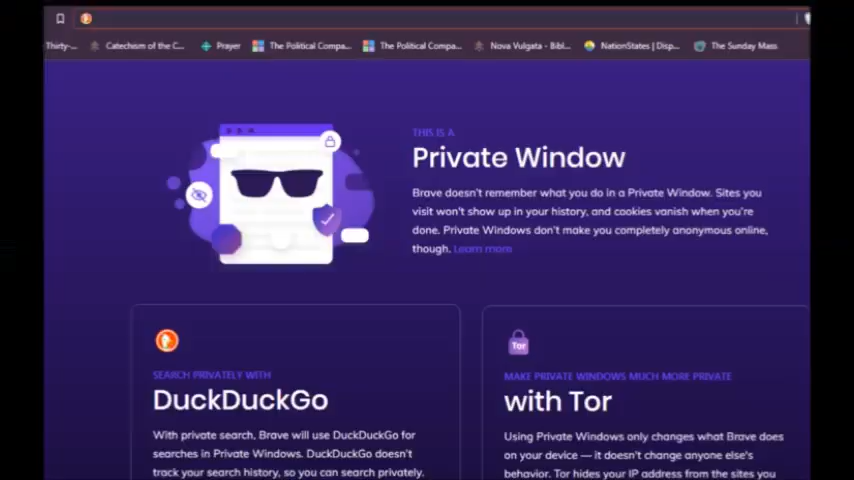 Thirty-... Catechism of the C... Prayer The Political Compa... The Political Compa... Nova Vulgata - Bibl... NationStates | Disp... The Sunday Mass
THIS IS A
Private Window
Brave doesn't remember what you do in a Private Window. Sites you
visit won't show up in your history, and cookies vanish when you're
done. Private Windows don't make you completely anonymous online,
though. Learn more
SEARCH PRIVATELY WITH
DuckDuckGo
With private search, Brave will use DuckDuckGo for
searches in Private Windows. DuckDuckGo doesn't
track your search history, so you can search privately.
Tor
MAKE PRIVATE WINDOWS MUCH MORE PRIVATE
with Tor
Using Private Windows only changes what Brave does
on your device — it doesn't change anyone else's
behavior. Tor hides your IP address from the sites you